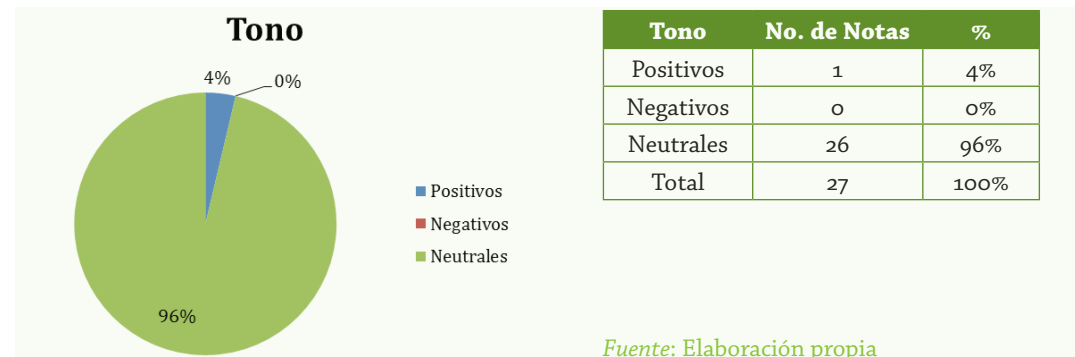 Tono
4%
0%
96%
Positivos
Negativos
Neutrales
Tono No. de Notas %
Positivos 1 4%
Negativos 0 0%
Neutrales 26 96%
Total 27 100%
Fuente: Elaboración propia